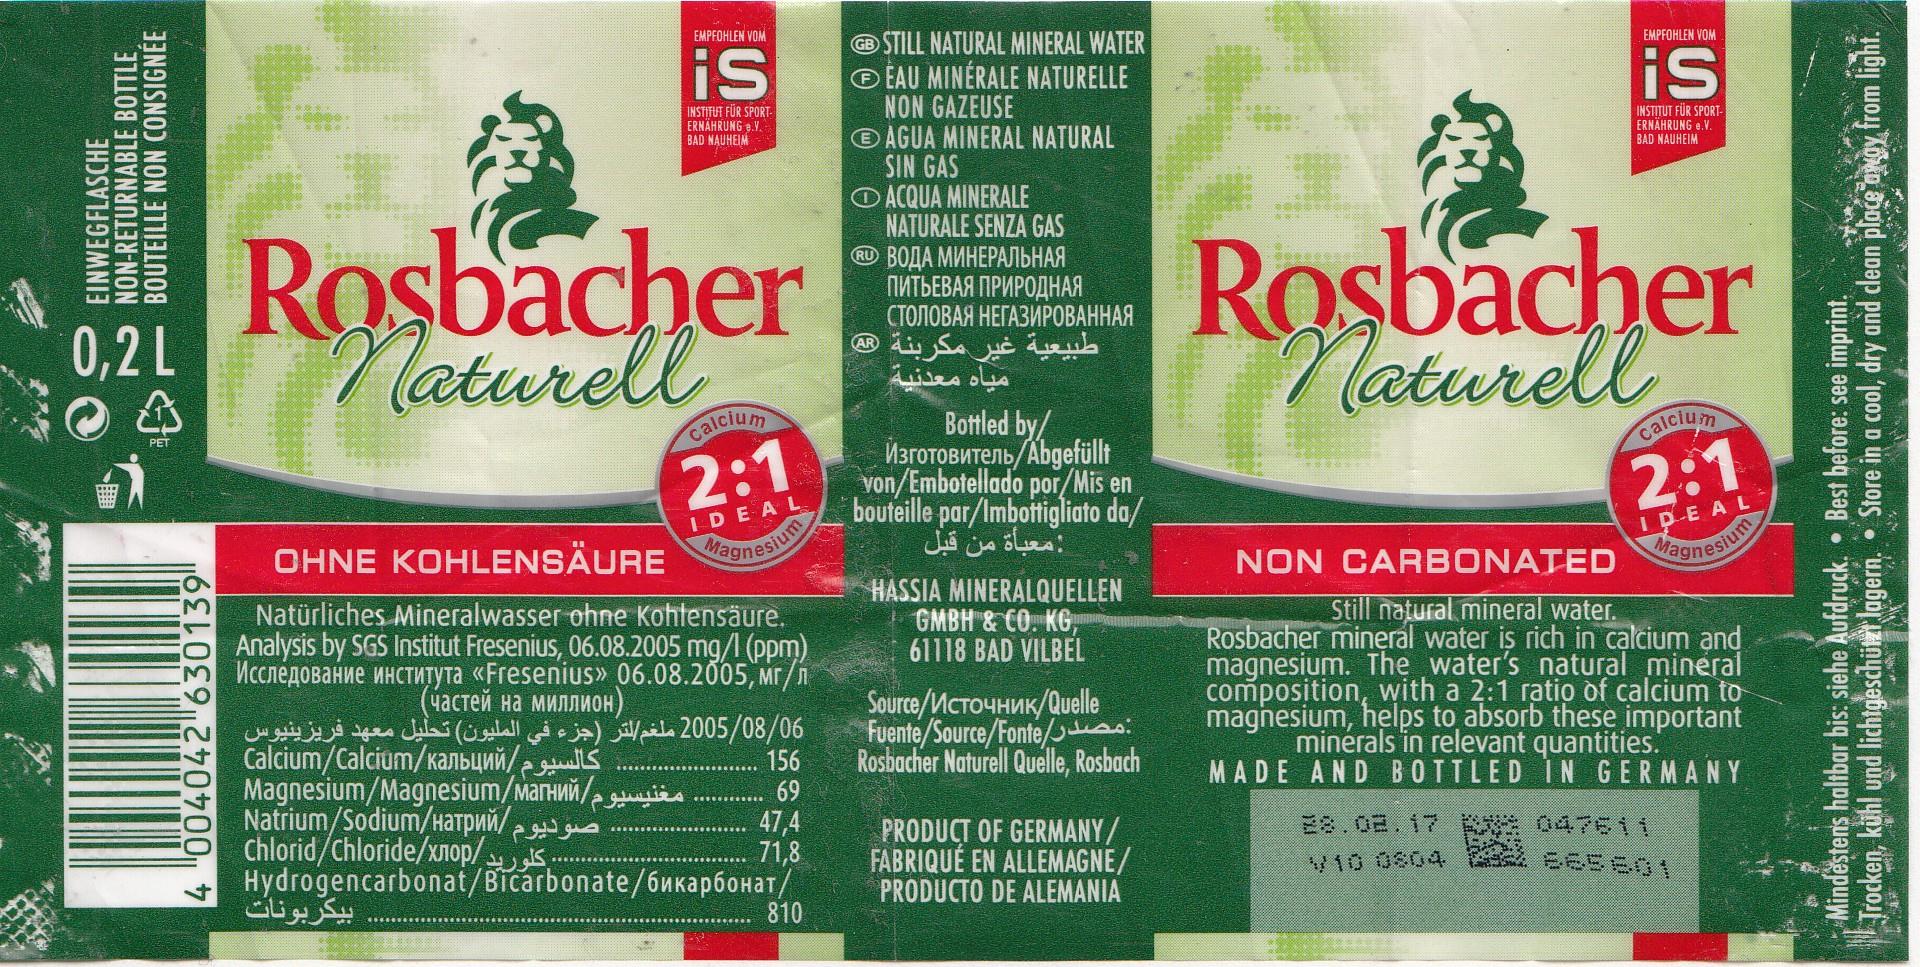 EINWEGFLASCHE
NON-RETURNABLE BOTTLE
BOUTEILLE NON CONSIGNÉE
0,2 L
1
PET
4 004042 630139
EMPFOHLEN VOM
iS
INSTITUT FÜR SPORT-
ERNÄHRUNG e.V.
BAD NAUHEIM
Rosbacher
Naturell
Calcium
2:1
IDEAL
Magnesium
OHNE KOHLENSÄURE
Natürliches Mineralwasser ohne Kohlensäure.
Analysis by SGS Institut Fresenius, 06.08.2005 mg/l (ppm)
Исследование института «Fresenius» 06.08.2005, мг/л
(частей на миллион)
2005/08/06 ملغم/لتر (جزء في المليون) تحليل معهد فريزينيوس
Calcium/Calcium/кальций/كالسيوم .................... 156
Magnesium/Magnesium/магний/مغنيسيوم ............. 69
Natrium/Sodium/натрий/صوديوم ...................... 47,4
Chlorid/Chloride/хлор/كلوريد .............................. 71,8
Hydrogencarbonat/Bicarbonate/бикарбонат/
بيكربونات ............................................................ 810
GB STILL NATURAL MINERAL WATER
F EAU MINÉRALE NATURELLE
NON GAZEUSE
E AGUA MINERAL NATURAL
SIN GAS
I ACQUA MINERALE
NATURALE SENZA GAS
RU ВОДА МИНЕРАЛЬНАЯ
ПИТЬЕВАЯ ПРИРОДНАЯ
СТОЛОВАЯ НЕГАЗИРОВАННАЯ
AR طبيعية غير مكربنة
مياه معدنية
Bottled by/
Изготовитель/Abgefüllt
von/Embotellado por/Mis en
bouteille par/Imbottigliato da/
معبأة من قبل:
HASSIA MINERALQUELLEN
GMBH & CO. KG,
61118 BAD VILBEL
Source/Источник/Quelle
Fuente/Source/Fonte/مصدر:
Rosbacher Naturell Quelle, Rosbach
PRODUCT OF GERMANY/
FABRIQUÉ EN ALLEMAGNE/
PRODUCTO DE ALEMANIA
EMPFOHLEN VOM
iS
INSTITUT FÜR SPORT-
ERNÄHRUNG e.V.
BAD NAUHEIM
Rosbacher
Naturell
Calcium
2:1
IDEAL
Magnesium
NON CARBONATED
Still natural mineral water.
Rosbacher mineral water is rich in calcium and
magnesium. The water's natural mineral
composition, with a 2:1 ratio of calcium to
magnesium, helps to absorb these important
minerals in relevant quantities.
MADE AND BOTTLED IN GERMANY
047611
V10 0804
Mindestens haltbar bis: siehe Aufdruck. • Best before: see imprint.
Trocken, kühl und lichtgeschützt lagern. • Store in a cool, dry and clean place away from light.